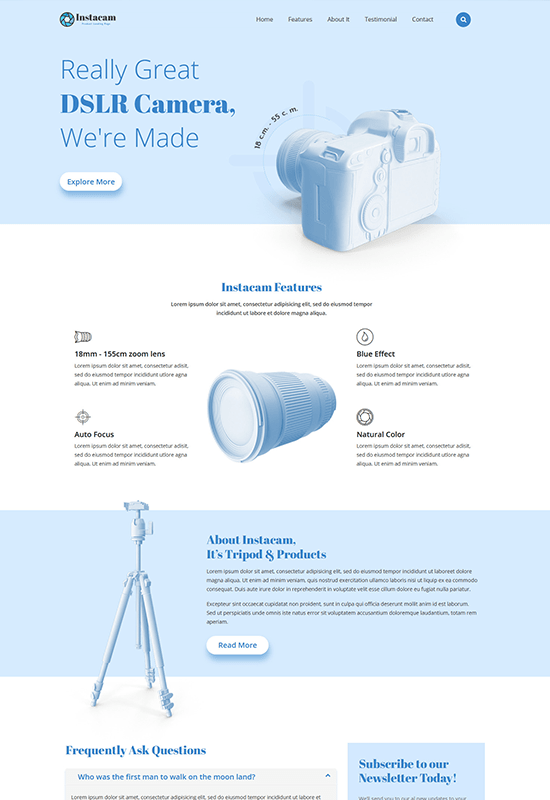 Instacam
Product Landing Page
Home Features About It Testimonial Contact
Really Great
DSLR Camera,
We're Made
18 c.m. - 55 c. m.
Explore More
Instacam Features
Lorem ipsum dolor sit amet, consectetur adipisicing elit, sed do eiusmod tempor
incididunt ut labore et dolore magna aliqua.
18mm - 155cm zoom lens
Lorem ipsum dolor sit amet, consectetur adipisi,
sed do eiusmod tempor incididunt utlore agna
aliqua. Ut enim ad minim veniam.
Blue Effect
Lorem ipsum dolor sit amet, consectetur adipisi,
sed do eiusmod tempor incididunt utlore agna
aliqua. Ut enim ad minim veniam.
Auto Focus
Lorem ipsum dolor sit amet, consectetur adipisi,
sed do eiusmod tempor incididunt utlore agna
aliqua. Ut enim ad minim veniam.
Natural Color
Lorem ipsum dolor sit amet, consectetur adipisi,
sed do eiusmod tempor incididunt utlore agna
aliqua. Ut enim ad minim veniam.
About Instacam,
It's Tripod & Products
Lorem ipsum dolor sit amet, consectetur adipisicing elit, sed do eiusmod tempor incididunt ut laboreet dolore
magna aliqua. Ut enim ad minim veniam, quis nostrud exercitation ullamco laboris nisi ut liquip ex ea commodo
consequat. Duis aute irure dolor in reprehenderit in voluptate velit esse cillum dolore eu fugiat nulla pariatur.
Excepteur sint occaecat cupidatat non proident, sunt in culpa qui officia deserunt mollit anim id est laborum.
Sed ut perspiciatis unde omnis iste natus error sit voluptatem accusantium doloremque laudantium, totam rem
aperiam.
Read More
Frequently Ask Questions
Who was the first man to walk on the moon land?
Lorem ipsum dolor sit amet, consectetur adipisicing elit, sed do eiusmod tempor
Subscribe to our
Newsletter Today!
We'll send you to our al new updates to your